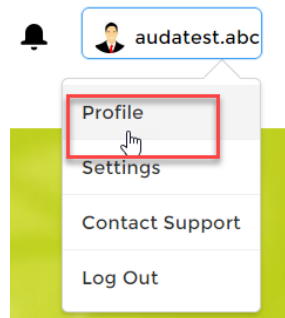 audatest.abc
Profile
Settings
Contact Support
Log Out